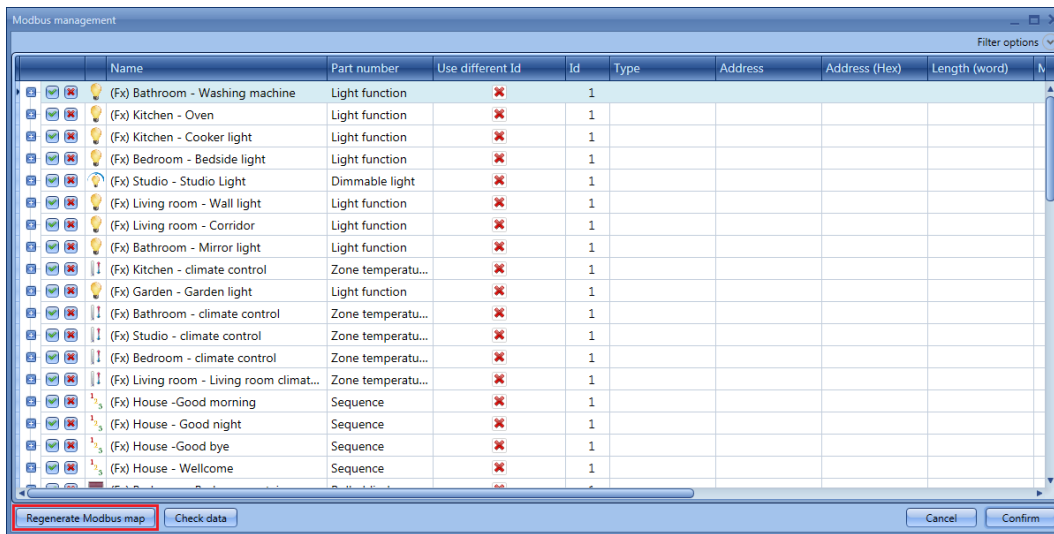 Modbus management
Filter options
Name Part number Use different Id Id Type Address Address (Hex) Length (word)
(Fx) Bathroom - Washing machine Light function 1
(Fx) Kitchen - Oven Light function 1
(Fx) Kitchen - Cooker light Light function 1
(Fx) Bedroom - Bedside light Light function 1
(Fx) Studio - Studio Light Dimmable light 1
(Fx) Living room - Wall light Light function 1
(Fx) Living room - Corridor Light function 1
(Fx) Bathroom - Mirror light Light function 1
(Fx) Kitchen - climate control Zone temperatu... 1
(Fx) Garden - Garden light Light function 1
(Fx) Bathroom - climate control Zone temperatu... 1
(Fx) Studio - climate control Zone temperatu... 1
(Fx) Bedroom - climate control Zone temperatu... 1
(Fx) Living room - Living room climat... Zone temperatu... 1
(Fx) House -Good morning Sequence 1
(Fx) House - Good night Sequence 1
(Fx) House -Good bye Sequence 1
(Fx) House - Wellcome Sequence 1
Regenerate Modbus map Check data Cancel Confirm